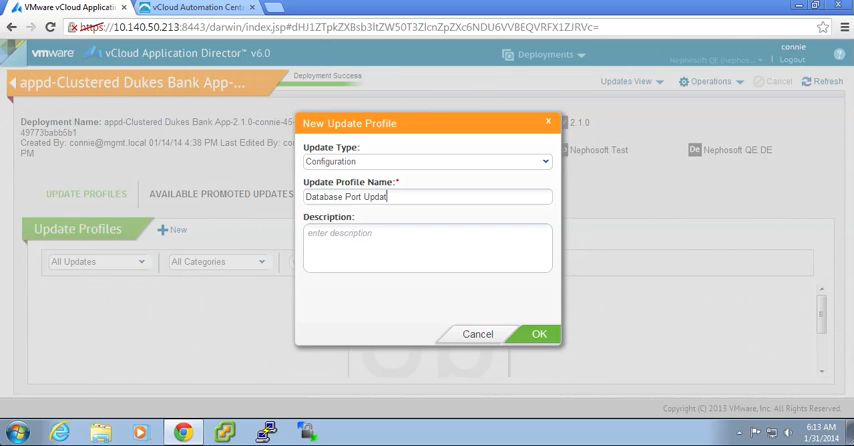 VMware vCloud Applicati
vCloud Automation Cent
https://10.140.50.213:8443/darwin/index.jsp#dHJ1ZTpkZXBsb3ltZW50T3ZlcnZpZXc6NDU6VVBEQVRFX1ZJRVc=
vmware vCloud Application Director™ v6.0
Deployments
connie
Nephosoft QE (nephos...
Logout
appd-Clustered Dukes Bank App-...
Deployment Success
Updates View
Operations
Cancel
Refresh
Deployment Name: appd-Clustered Dukes Bank App-2.1.0-connie-45
49773babb5b1
Created By: connie@mgmt.local 01/14/14 4:38 PM Last Edited By: con
PM
2.1.0
Nephosoft Test
De Nephosoft QE DE
UPDATE PROFILES
AVAILABLE PROMOTED UPDATES
Update Profiles
New
All Updates
All Categories
New Update Profile
x
Update Type:
Configuration
Update Profile Name:*
Database Port Updat
Description:
enter description
Cancel
OK
Copyright (C) 2013 VMware, Inc. All Rights Reserved.
6:13 AM
1/31/2014